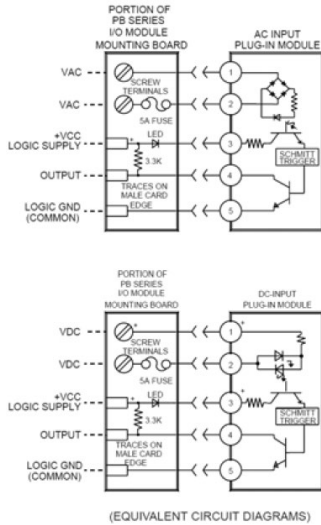 PORTION OF
PB SERIES
I/O MODULE
MOUNTING BOARD
AC INPUT
PLUG-IN MODULE
VAC
SCREW
TERMINALS
1
VAC
5A FUSE
2
+VCC
LOGIC SUPPLY
+
LED
3.3K
3
+
SCHMITT
TRIGGER
OUTPUT
TRACES ON
MALE CARD
EDGE
4
LOGIC GND
(COMMON)
5
PORTION OF
PB SERIES
I/O MODULE
MOUNTING BOARD
DC-INPUT
PLUG-IN MODULE
VDC
+
SCREW
TERMINALS
1
+
VDC
5A FUSE
2
+VCC
LOGIC SUPPLY
+
LED
3.3K
3
+
SCHMITT
TRIGGER
OUTPUT
TRACES ON
MALE CARD
EDGE
4
LOGIC GND
(COMMON)
5
(EQUIVALENT CIRCUIT DIAGRAMS)